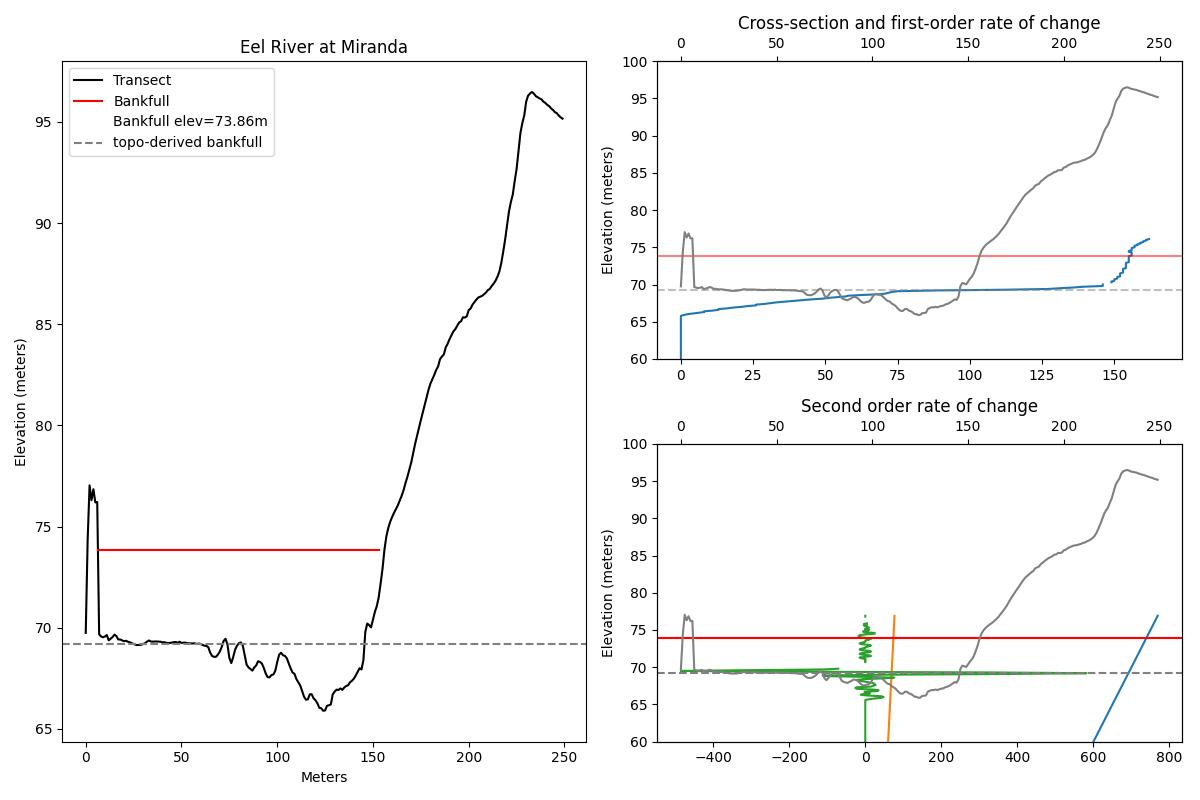 Eel River at Miranda
Transect
Bankfull
Bankfull elev=73.86m
topo-derived bankfull
Elevation (meters)
95
90
85
80
75
70
65
0 50 100 150 200 250
Meters
Cross-section and first-order rate of change
0 50 100 150 200 250
Elevation (meters)
100
95
90
85
80
75
70
65
60
0 25 50 75 100 125 150
Second order rate of change
0 50 100 150 200 250
Elevation (meters)
100
95
90
85
80
75
70
65
60
−400 −200 0 200 400 600 800